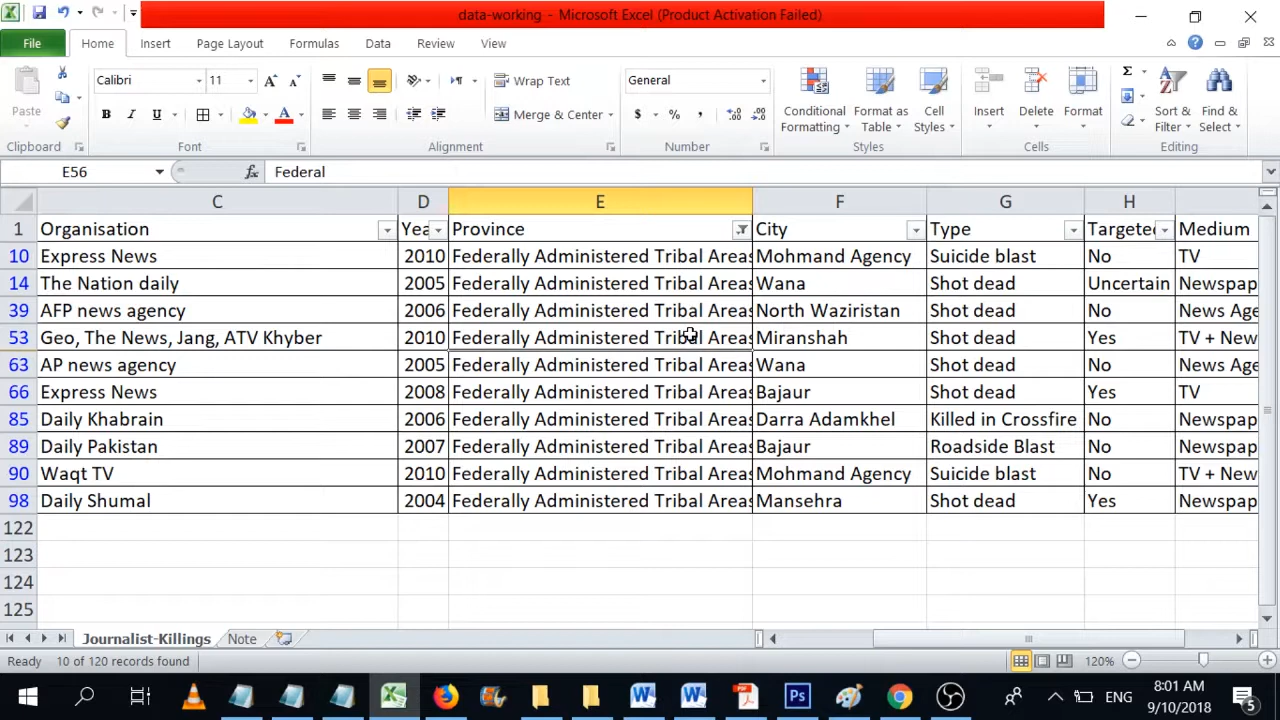 data-working - Microsoft Excel (Product Activation Failed)
File Home Insert Page Layout Formulas Data Review View
Paste Calibri 11 Wrap Text General Conditional Formatting Format as Table Cell Styles Insert Delete Format Sort & Filter Find & Select
B I U Merge & Center $ % ,
Clipboard Font Alignment Number Styles Cells Editing
E56 fx Federal
C D E F G H
1 Organisation Yea Province City Type Targeted Medium
10 Express News 2010 Federally Administered Tribal Areas Mohmand Agency Suicide blast No TV
14 The Nation daily 2005 Federally Administered Tribal Areas Wana Shot dead Uncertain Newspap
39 AFP news agency 2006 Federally Administered Tribal Areas North Waziristan Shot dead No News Age
53 Geo, The News, Jang, ATV Khyber 2010 Federally Administered Tribal Areas Miranshah Shot dead Yes TV + New
63 AP news agency 2005 Federally Administered Tribal Areas Wana Shot dead No News Age
66 Express News 2008 Federally Administered Tribal Areas Bajaur Shot dead Yes TV
85 Daily Khabrain 2006 Federally Administered Tribal Areas Darra Adamkhel Killed in Crossfire No Newspap
89 Daily Pakistan 2007 Federally Administered Tribal Areas Bajaur Roadside Blast No Newspap
90 Waqt TV 2010 Federally Administered Tribal Areas Mohmand Agency Suicide blast No TV + New
98 Daily Shumal 2004 Federally Administered Tribal Areas Mansehra Shot dead Yes Newspap
122
123
124
125
Journalist-Killings Note
Ready 10 of 120 records found 120%
ENG 8:01 AM
9/10/2018 5